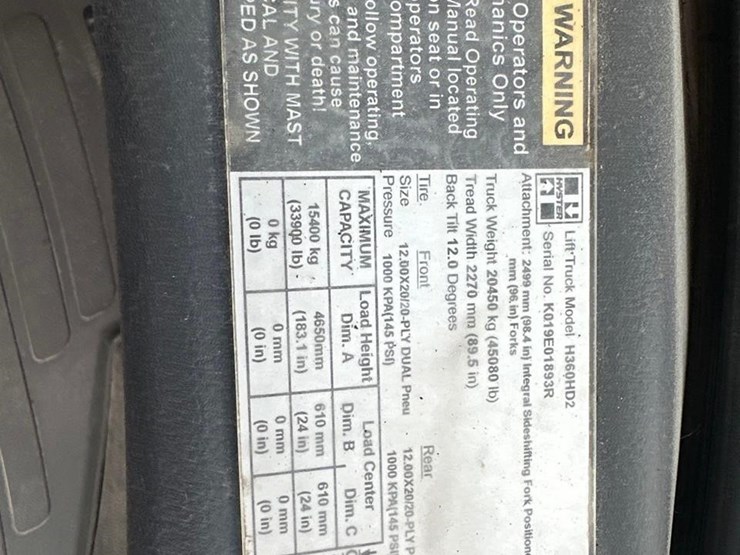 WARNING
Operators and
anics Only
Read Operating
Manual located
on seat or in
operators
compartment
ollow operating,
and maintenance
s can cause
ury or death!
ITY WITH MAST
CAL AND
PED AS SHOWN
HYSTER
Lift Truck Model H360HD2
Serial No. K019E01893R
Attachment: 2499 mm (98.4 in) Integral Sideshifting Fork Position
mm (96. in) Forks
Truck Weight 20450 kg (45080 lb)
Tread Width 2270 mm (89.5 in)
Back Tilt 12.0 Degrees
Tire. Front Rear
Size 12.00X20/20-PLY DUAL Pneu 12.00X20/20-PLY P
Pressure 1000 KPA(145 PSI) 1000 KPA(145 PSI
MAXIMUM Load Height Load Center
CAPACITY Dim. A Dim. B Dim. C
15400 kg 4650mm 610 mm 610 mm
(33900 lb) (183.1 in) (24 in) (24 in)
0 kg 0 mm 0 mm 0 mm
(0 lb) (0 in) (0 in) (0 in)